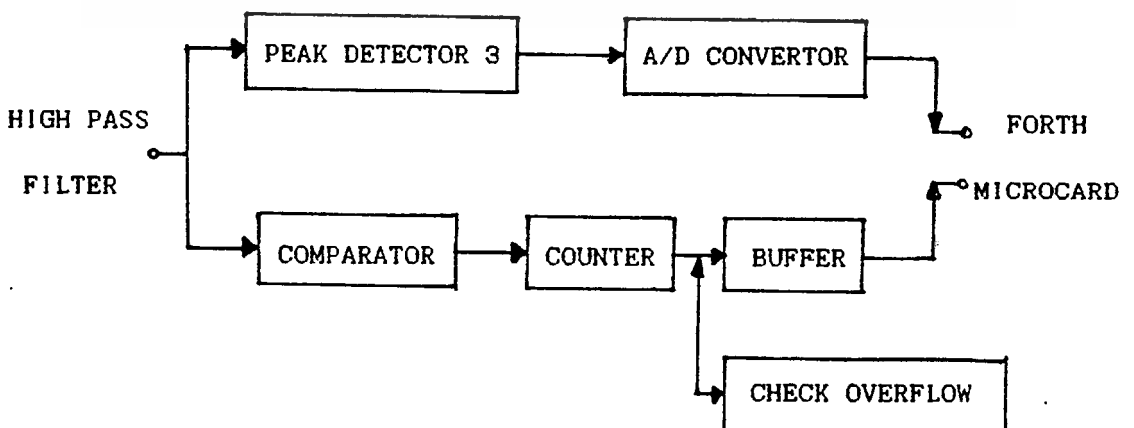 PEAK DETECTOR 3
A/D CONVERTOR
HIGH PASS
FILTER
FORTH
MICROCARD
COMPARATOR
COUNTER
BUFFER
CHECK OVERFLOW